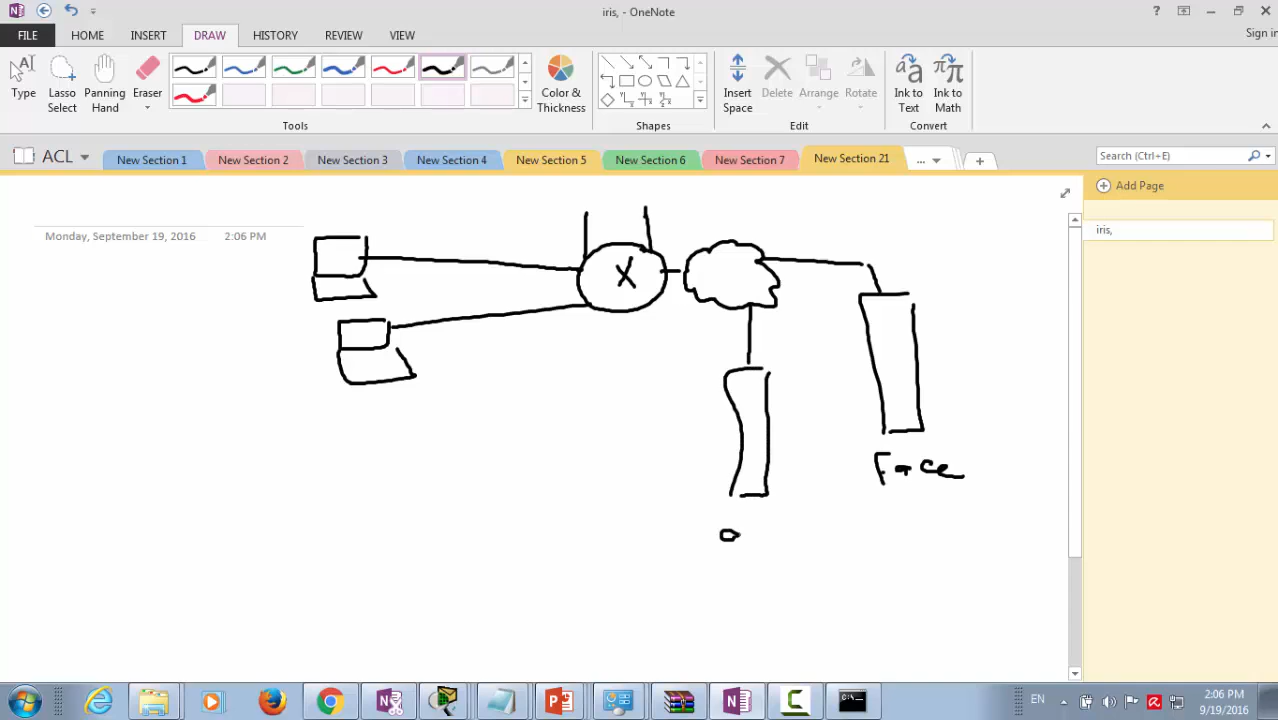 iris, - OneNote
?
Sign in
FILE HOME INSERT DRAW HISTORY REVIEW VIEW
Type
Lasso Select
Panning Hand
Eraser
Color & Thickness
Insert Space
Delete
Arrange
Rotate
Ink to Text
Ink to Math
Tools
Shapes
Edit
Convert
ACL
New Section 1
New Section 2
New Section 3
New Section 4
New Section 5
New Section 6
New Section 7
New Section 21
...
Search (Ctrl+E)
Add Page
iris,
Monday, September 19, 2016 2:06 PM
X
Face
EN
2:06 PM
9/19/2016